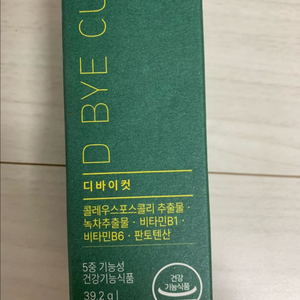 D BYE CU
디바이컷
콜레우스포스콜리 추출물·
녹차추출물·비타민B1·
비타민B6·판토텐산
5중 기능성
건강기능식품
39.2 g |
건강
기능식품